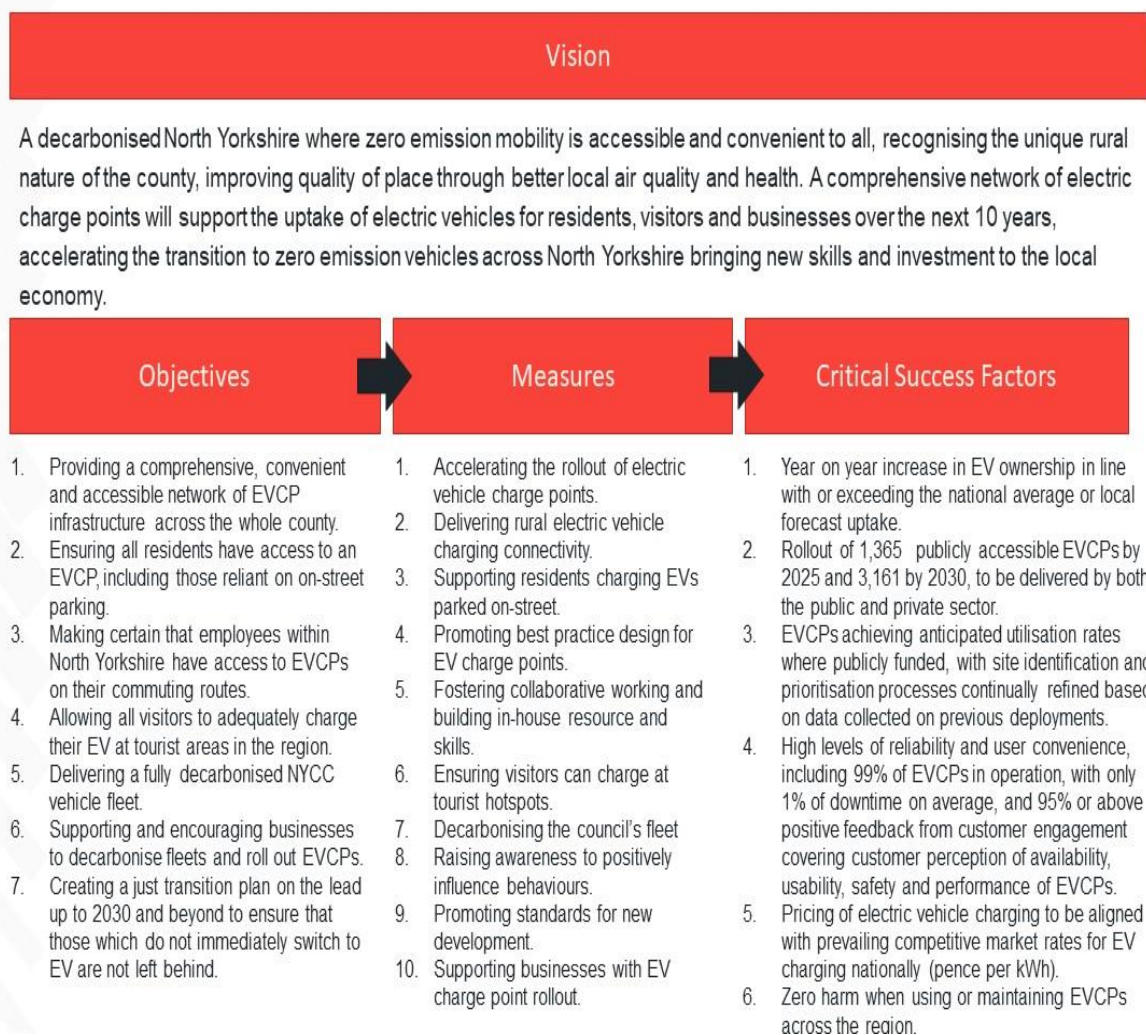 Vision
A decarbonised North Yorkshire where zero emission mobility is accessible and convenient to all, recognising the unique rural
nature of the county, improving quality of place through better local air quality and health. A comprehensive network of electric
charge points will support the uptake of electric vehicles for residents, visitors and businesses over the next 10 years,
accelerating the transition to zero emission vehicles across North Yorkshire bringing new skills and investment to the local
economy.
Objectives
1. Providing a comprehensive, convenient
and accessible network of EVCP
infrastructure across the whole county.
2. Ensuring all residents have access to an
EVCP, including those reliant on on-street
parking.
3. Making certain that employees within
North Yorkshire have access to EVCPs
on their commuting routes.
4. Allowing all visitors to adequately charge
their EV at tourist areas in the region.
5. Delivering a fully decarbonised NYCC
vehicle fleet.
6. Supporting and encouraging businesses
to decarbonise fleets and roll out EVCPs.
7. Creating a just transition plan on the lead
up to 2030 and beyond to ensure that
those which do not immediately switch to
EV are not left behind.
Measures
1. Accelerating the rollout of electric
vehicle charge points.
2. Delivering rural electric vehicle
charging connectivity.
3. Supporting residents charging EVs
parked on-street.
4. Promoting best practice design for
EV charge points.
5. Fostering collaborative working and
building in-house resource and
skills.
6. Ensuring visitors can charge at
tourist hotspots.
7. Decarbonising the council's fleet
8. Raising awareness to positively
influence behaviours.
9. Promoting standards for new
development.
10. Supporting businesses with EV
charge point rollout.
Critical Success Factors
1. Year on year increase in EV ownership in line
with or exceeding the national average or local
forecast uptake.
2. Rollout of 1,365 publicly accessible EVCPs by
2025 and 3,161 by 2030, to be delivered by both
the public and private sector.
3. EVCPs achieving anticipated utilisation rates
where publicly funded, with site identification and
prioritisation processes continually refined based
on data collected on previous deployments.
4. High levels of reliability and user convenience,
including 99% of EVCPs in operation, with only
1% of downtime on average, and 95% or above
positive feedback from customer engagement
covering customer perception of availability,
usability, safety and performance of EVCPs.
5. Pricing of electric vehicle charging to be aligned
with prevailing competitive market rates for EV
charging nationally (pence per kWh).
6. Zero harm when using or maintaining EVCPs
across the region.